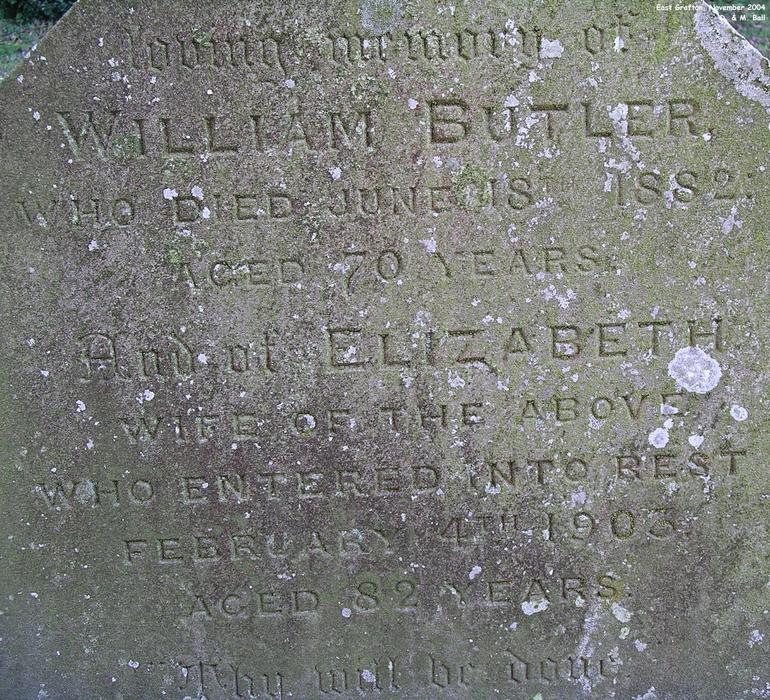 East Grafton, November 2004
D. & M. Ball
loving memory of
WILLIAM BUTLER,
WHO DIED JUNE 18TH 1882:
AGED 70 YEARS.
And of ELIZABETH
WIFE OF THE ABOVE,
WHO ENTERED INTO REST
FEBRUARY 4TH 1903.
AGED 82 YEARS.
"Thy will be done."